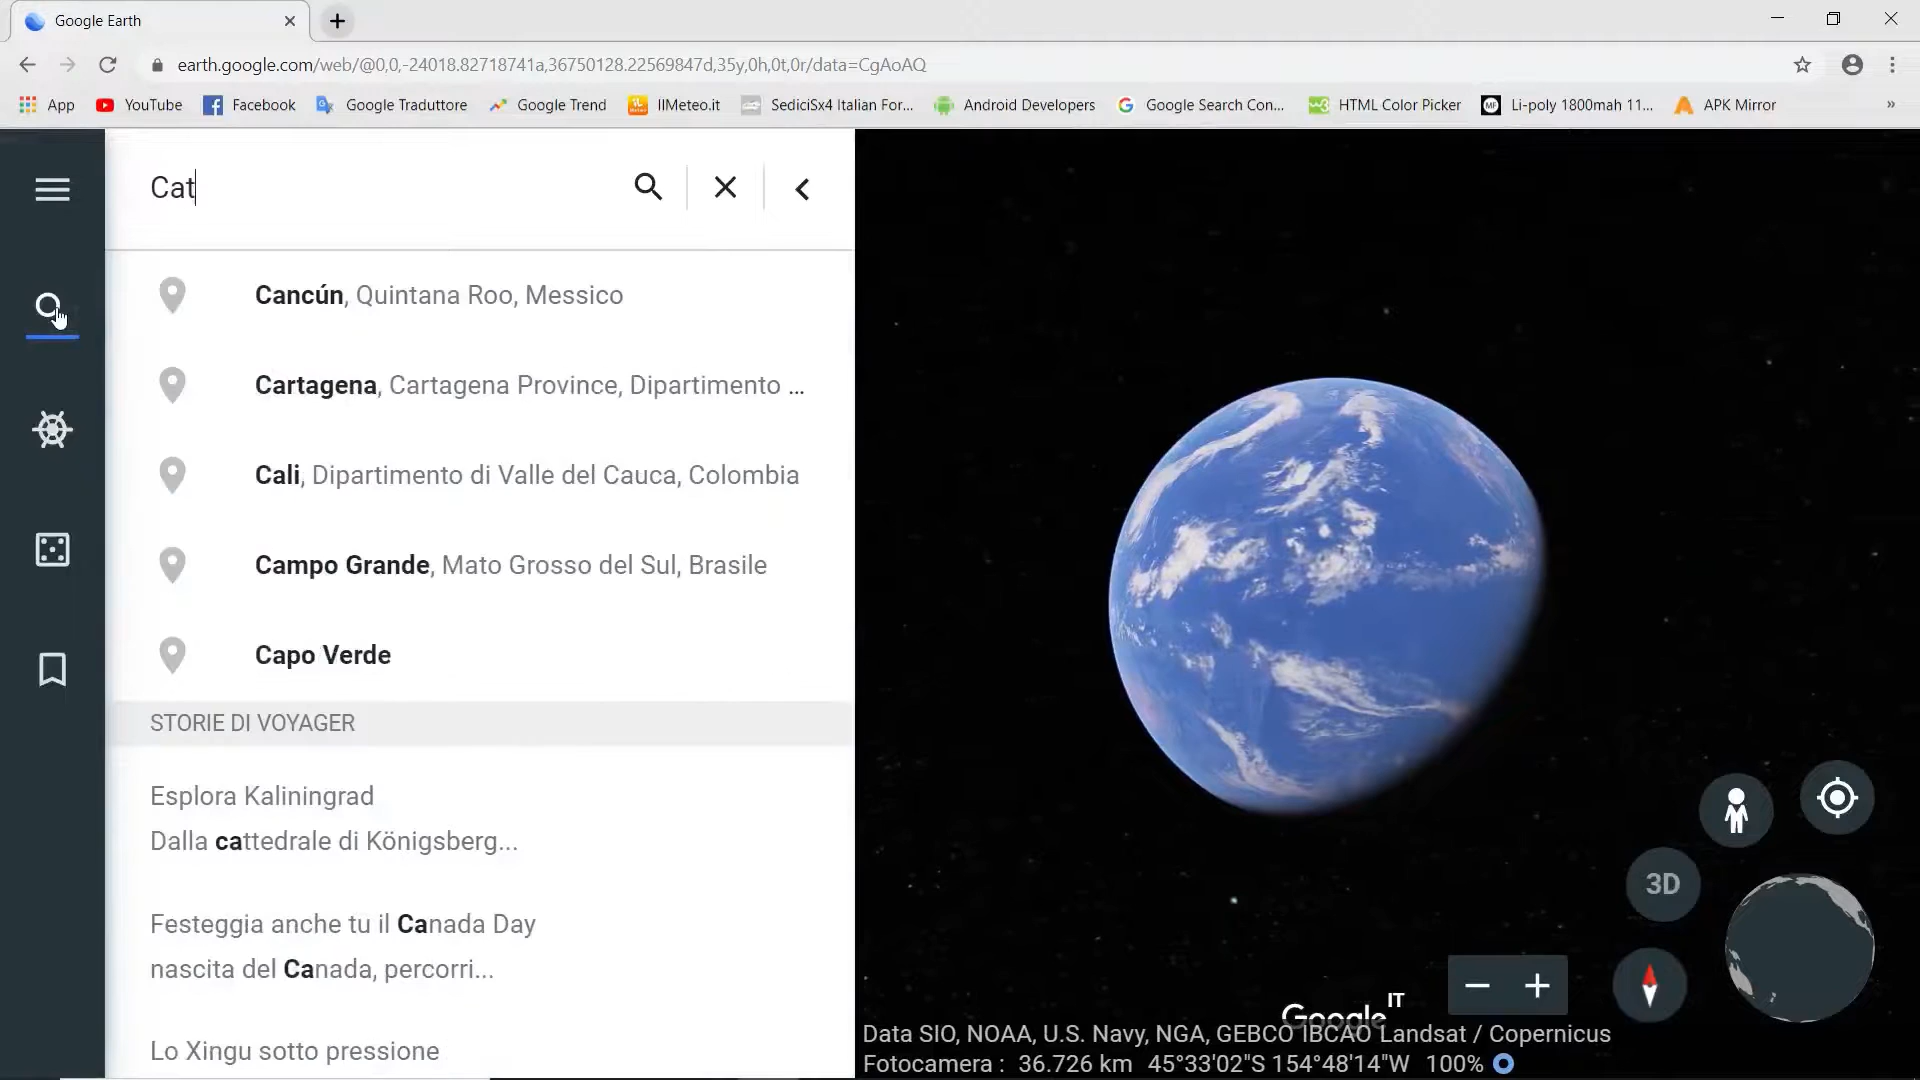 Google Earth
earth.google.com/web/@0,0,-24018.82718741a,36750128.22569847d,35y,0h,0t,0r/data=CgAoAQ
App YouTube Facebook Google Traduttore Google Trend IlMeteo.it SediciSx4 Italian For... Android Developers Google Search Con... HTML Color Picker Li-poly 1800mah 11... APK Mirror »
Cat
Cancún, Quintana Roo, Messico
Cartagena, Cartagena Province, Dipartimento ...
Cali, Dipartimento di Valle del Cauca, Colombia
Campo Grande, Mato Grosso del Sul, Brasile
Capo Verde
STORIE DI VOYAGER
Esplora Kaliningrad
Dalla cattedrale di Königsberg...
Festeggia anche tu il Canada Day
nascita del Canada, percorri...
Lo Xingu sotto pressione
3D
Google IT
Data SIO, NOAA, U.S. Navy, NGA, GEBCO IBCAO Landsat / Copernicus
Fotocamera : 36.726 km 45°33'02"S 154°48'14"W 100%